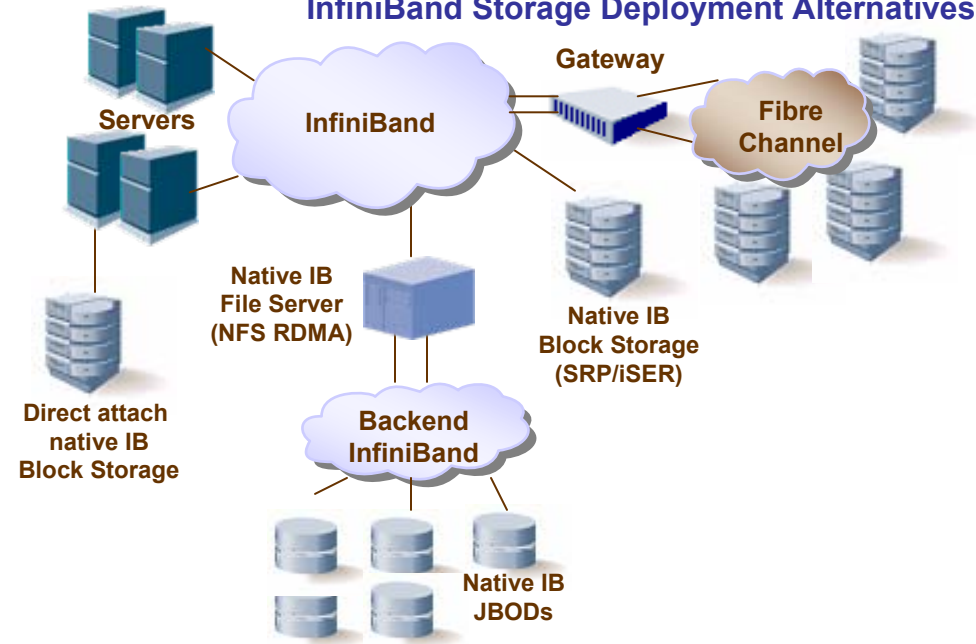 InfiniBand Storage Deployment Alternatives
Gateway
Servers
InfiniBand
Fibre
Channel
Native IB
File Server
(NFS RDMA)
Native IB
Block Storage
(SRP/iSER)
Direct attach
native IB
Block Storage
Backend
InfiniBand
Native IB
JBODs